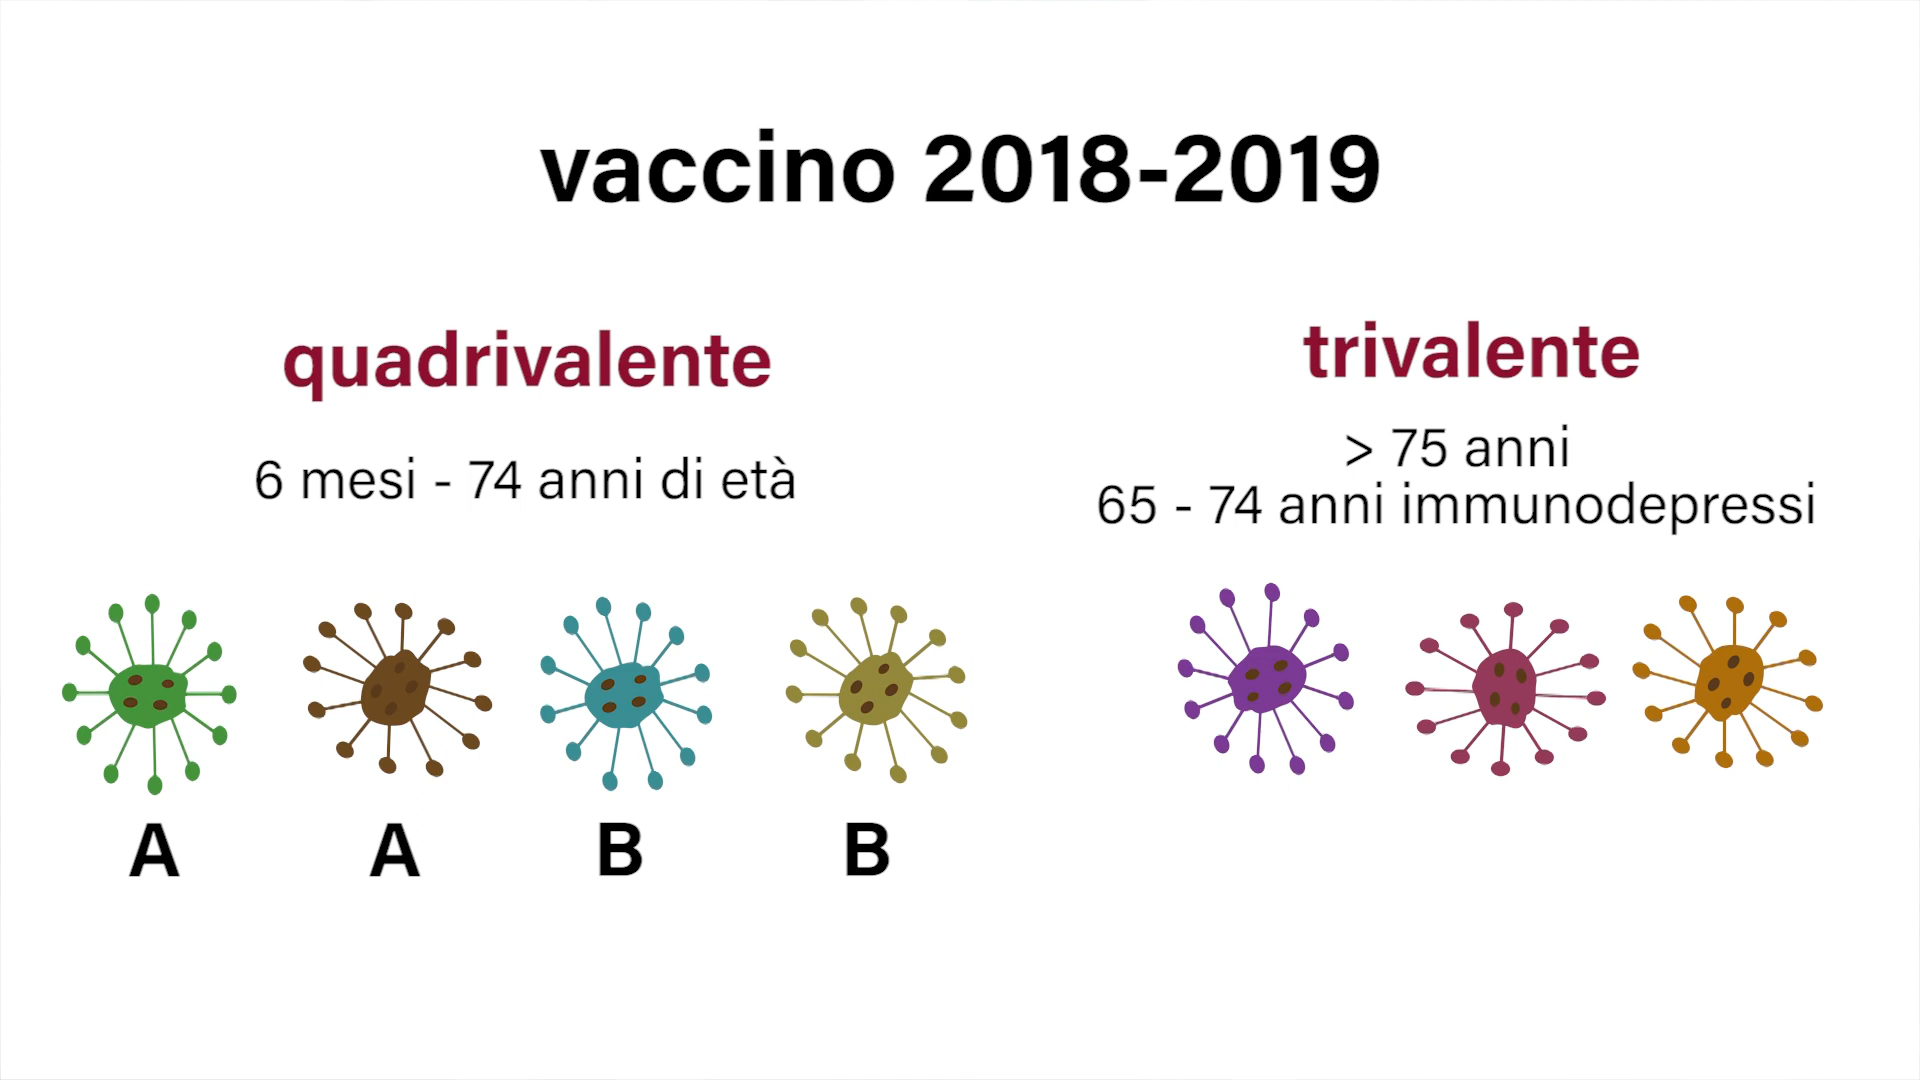 vaccino 2018-2019
quadrivalente
6 mesi - 74 anni di età
A A B B
trivalente
> 75 anni
65 - 74 anni immunodepressi